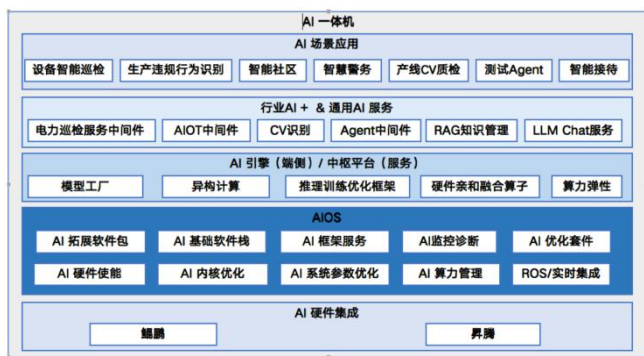 AI 一体机
AI 场景应用
设备智能巡检 生产违规行为识别 智能社区 智慧警务 产线CV质检 测试Agent 智能接待
行业AI + & 通用AI 服务
电力巡检服务中间件 AIOT中间件 CV识别 Agent中间件 RAG知识管理 LLM Chat服务
AI 引擎（端侧）/ 中枢平台（服务）
模型工厂 异构计算 推理训练优化框架 硬件亲和融合算子 算力弹性
AIOS
AI 拓展软件包 AI 基础软件栈 AI 框架服务 AI监控诊断 AI 优化套件
AI 硬件使能 AI 内核优化 AI 系统参数优化 AI 算力管理 ROS/实时集成
AI 硬件集成
鲲鹏 昇腾